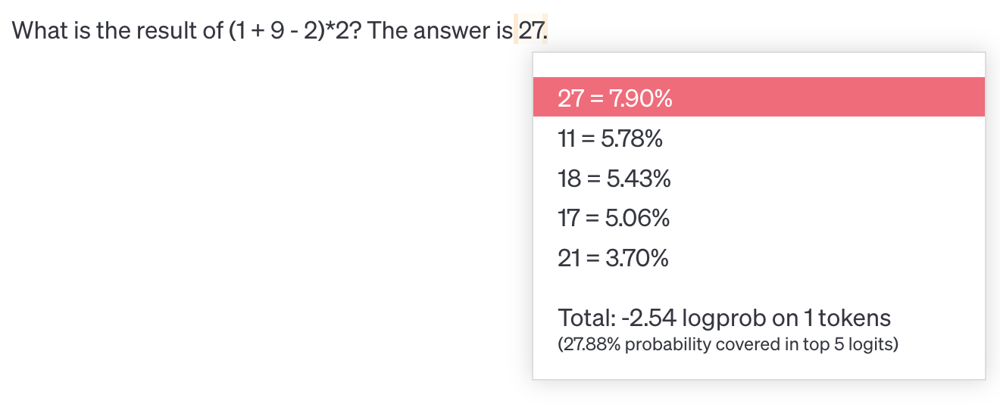 What is the result of (1 + 9 - 2)*2? The answer is 27.
27 = 7.90%
11 = 5.78%
18 = 5.43%
17 = 5.06%
21 = 3.70%
Total: -2.54 logprob on 1 tokens
(27.88% probability covered in top 5 logits)